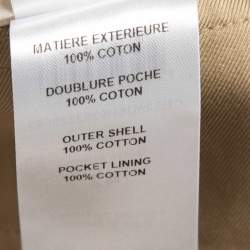 MATIERE EXTERIEURE
100% COTON
DOUBLURE POCHE
100% COTON
OUTER SHELL
100% COTTON
POCKET LINING
100% COTTON